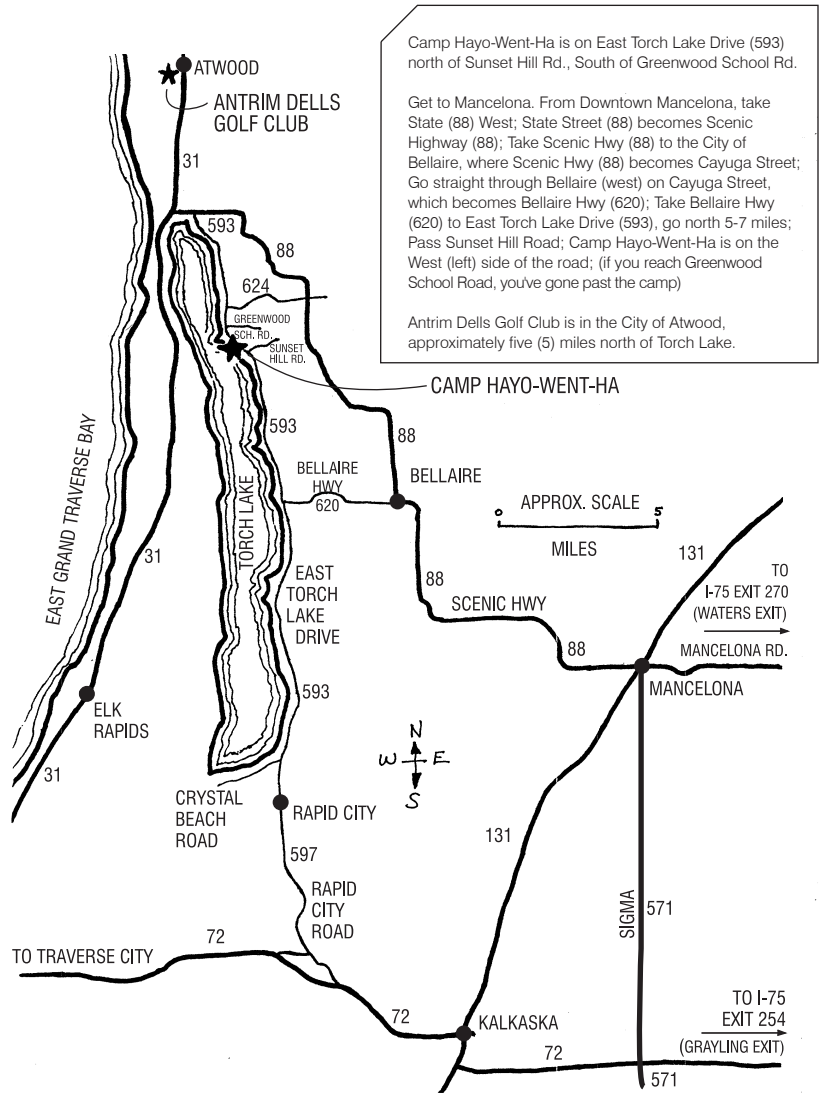 Camp Hayo-Went-Ha is on East Torch Lake Drive (593)
north of Sunset Hill Rd., South of Greenwood School Rd.
Get to Mancelona. From Downtown Mancelona, take
State (88) West; State Street (88) becomes Scenic
Highway (88); Take Scenic Hwy (88) to the City of
Bellaire, where Scenic Hwy (88) becomes Cayuga Street;
Go straight through Bellaire (west) on Cayuga Street,
which becomes Bellaire Hwy (620); Take Bellaire Hwy
(620) to East Torch Lake Drive (593), go north 5-7 miles;
Pass Sunset Hill Road; Camp Hayo-Went-Ha is on the
West (left) side of the road; (if you reach Greenwood
School Road, you've gone past the camp)
Antrim Dells Golf Club is in the City of Atwood,
approximately five (5) miles north of Torch Lake.
ATWOOD
ANTRIM DELLS
GOLF CLUB
31
593
88
624
GREENWOOD
SCH. RD.
SUNSET
HILL RD.
CAMP HAYO-WENT-HA
593
88
EAST GRAND TRAVERSE BAY
TORCH LAKE
BELLAIRE
HWY
620
BELLAIRE
0 APPROX. SCALE 5
MILES
31
EAST
TORCH
LAKE
DRIVE
88
SCENIC HWY
131
TO
I-75 EXIT 270
(WATERS EXIT)
MANCELONA RD.
88
MANCELONA
593
ELK
RAPIDS
31
N
W E
S
CRYSTAL
BEACH
ROAD
RAPID CITY
597
131
RAPID
CITY
ROAD
SIGMA
571
72
TO TRAVERSE CITY
72
KALKASKA
TO I-75
EXIT 254
(GRAYLING EXIT)
72
571